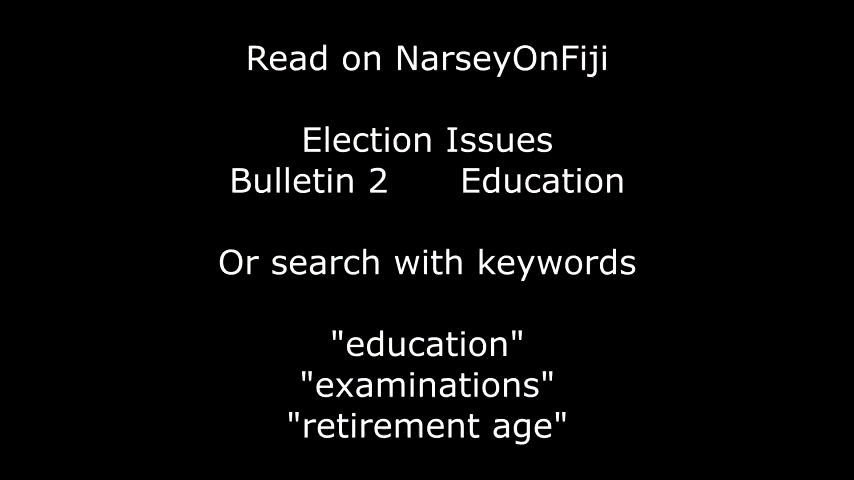 Read on NarseyOnFiji
Election Issues
Bulletin 2 Education
Or search with keywords
"education"
"examinations"
"retirement age"